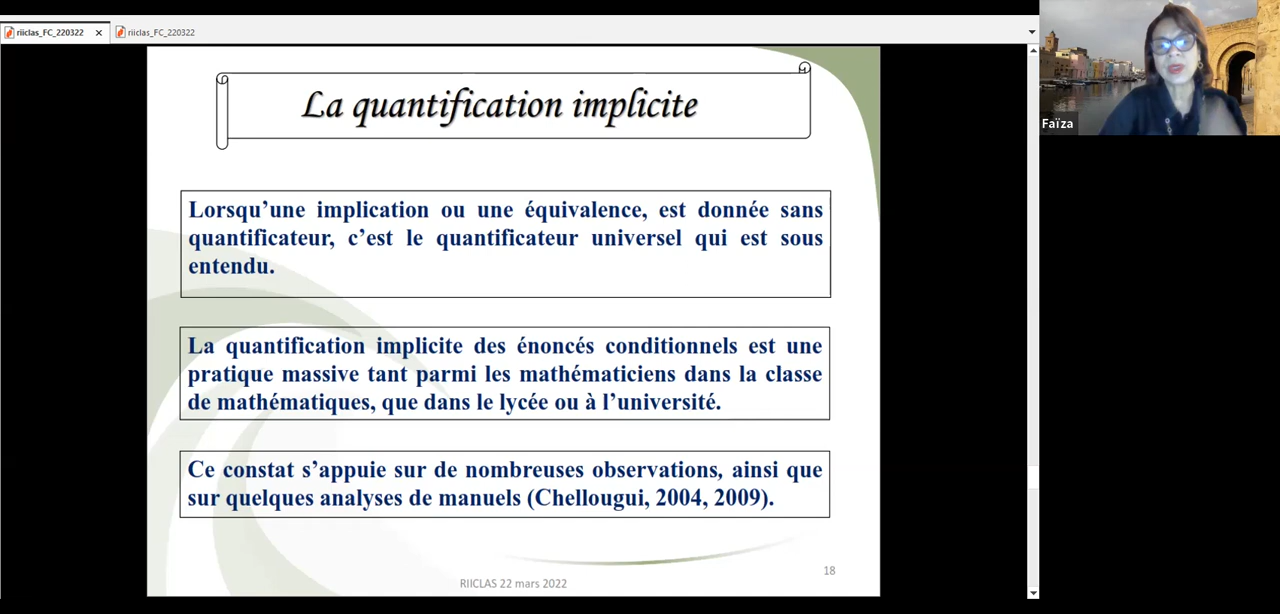 riiclas_FC_220322
riiclas_FC_220322
La quantification implicite
Lorsqu’une implication ou une équivalence, est donnée sans
quantificateur, c’est le quantificateur universel qui est sous
entendu.
La quantification implicite des énoncés conditionnels est une
pratique massive tant parmi les mathématiciens dans la classe
de mathématiques, que dans le lycée ou à l’université.
Ce constat s’appuie sur de nombreuses observations, ainsi que
sur quelques analyses de manuels (Chellougui, 2004, 2009).
RIICLAS 22 mars 2022
18
Faïza